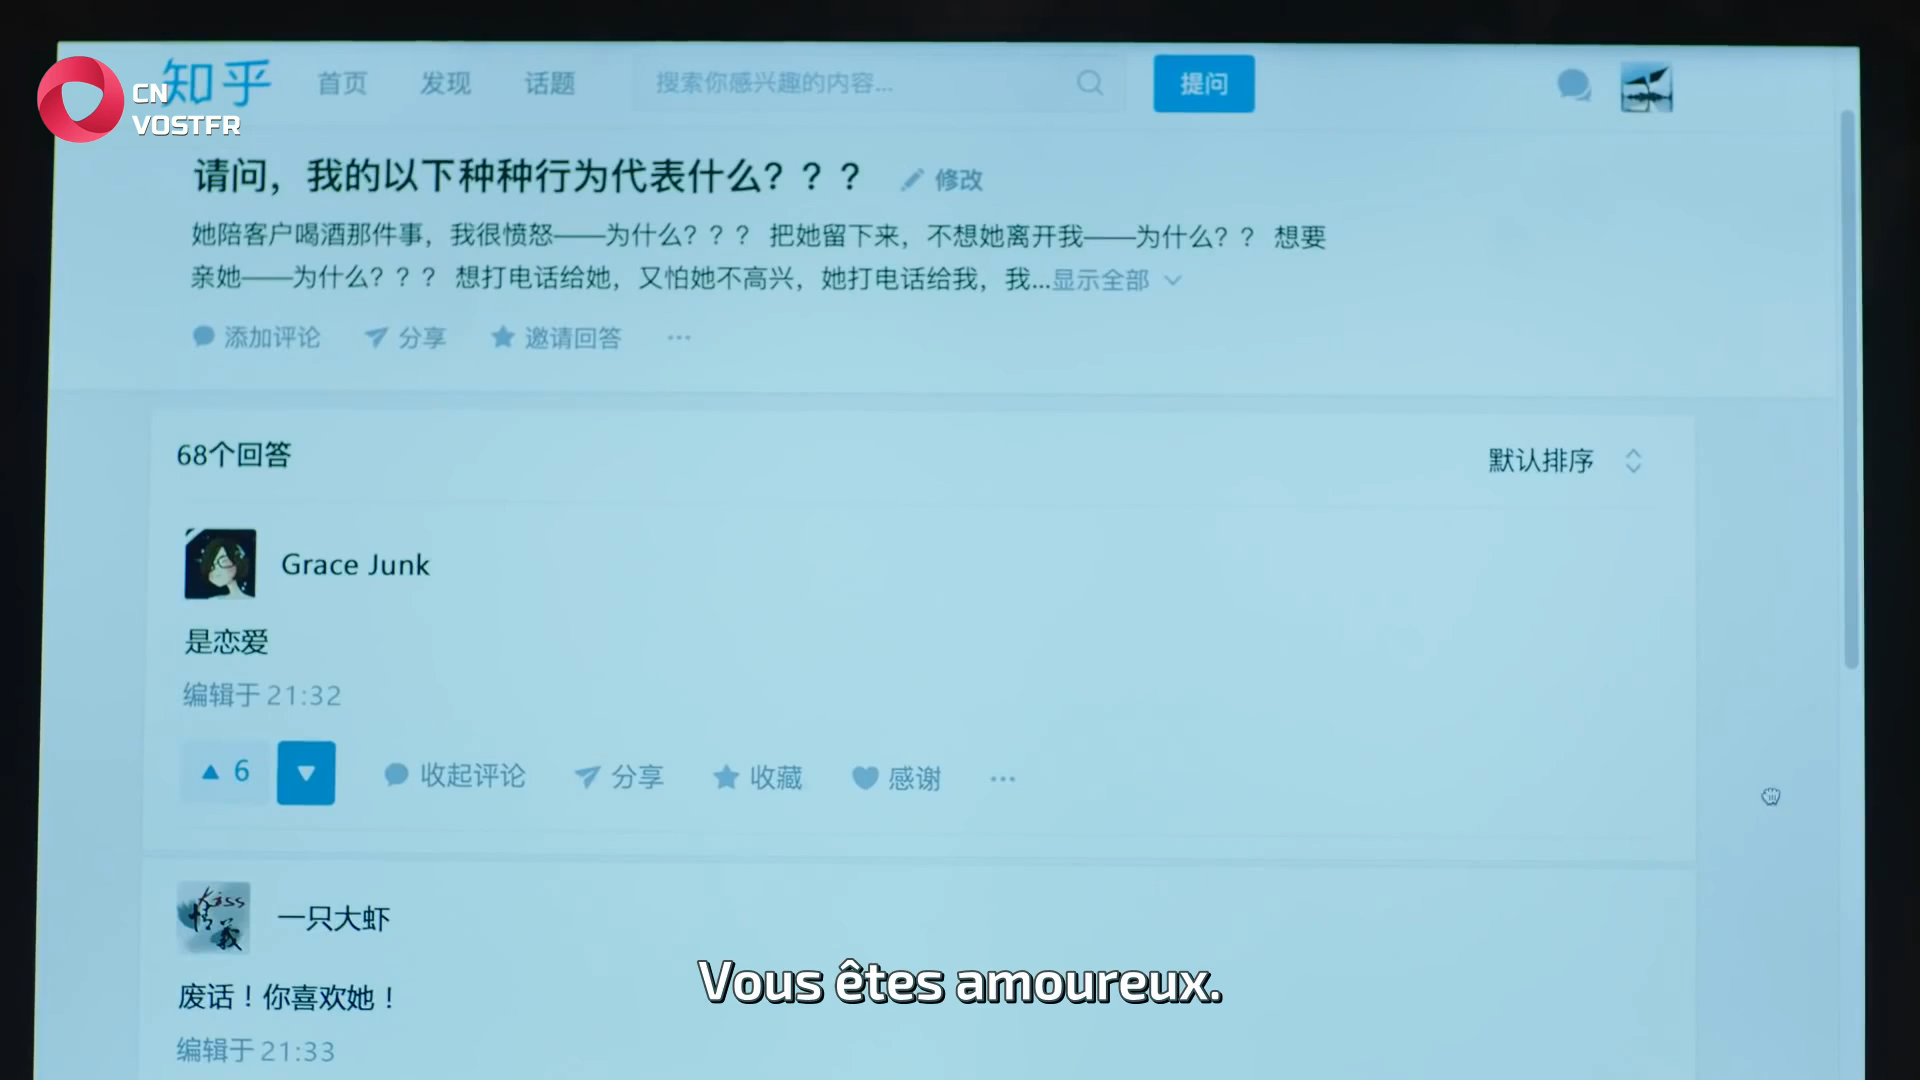 CN
VOSTFR
知乎 首页 发现 话题 搜索你感兴趣的内容... 提问
请问，我的以下种种行为代表什么？？？ 修改
她陪客户喝酒那件事，我很愤怒——为什么？？？ 把她留下来，不想她离开我——为什么？？ 想要
亲她——为什么？？？ 想打电话给她，又怕她不高兴，她打电话给我，我...显示全部
添加评论 分享 邀请回答 ...
68个回答 默认排序
Grace Junk
是恋爱
编辑于 21:32
6 收起评论 分享 收藏 感谢 ...
Kiss
情義
一只大虾
废话！你喜欢她！
编辑于 21:33
Vous êtes amoureux.